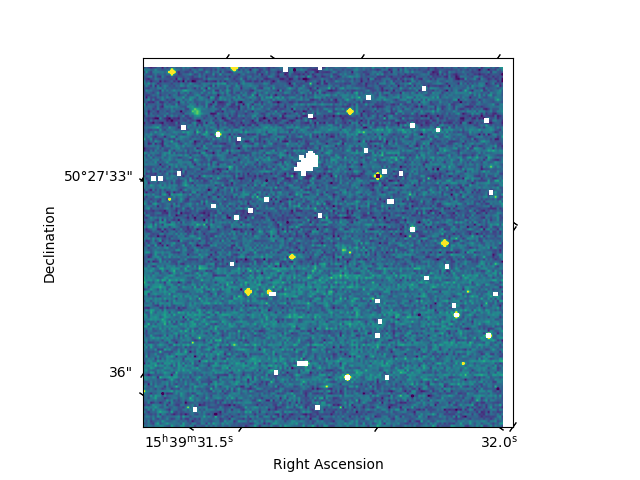 50°27'33"
Declination
36"
15ʰ39ᵐ31.5ˢ
32.0ˢ
Right Ascension